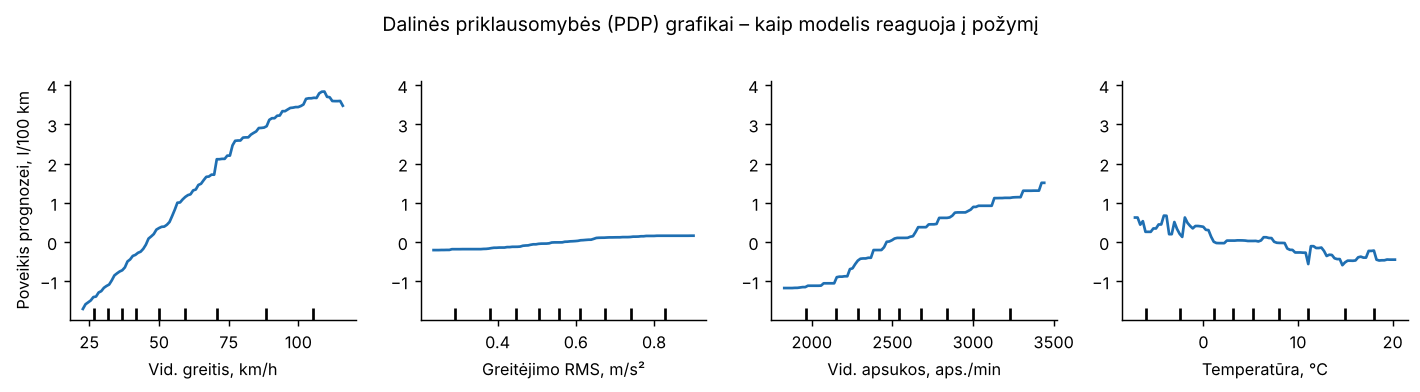 Dalinės priklausomybės (PDP) grafikai – kaip modelis reaguoja į požymį
Poveikis prognozei, l/100 km
4
3
2
1
0
−1
25 50 75 100
Vid. greitis, km/h
4
3
2
1
0
−1
0.4 0.6 0.8
Greitėjimo RMS, m/s²
4
3
2
1
0
−1
2000 2500 3000 3500
Vid. apsukos, aps./min
4
3
2
1
0
−1
0 10 20
Temperatūra, °C